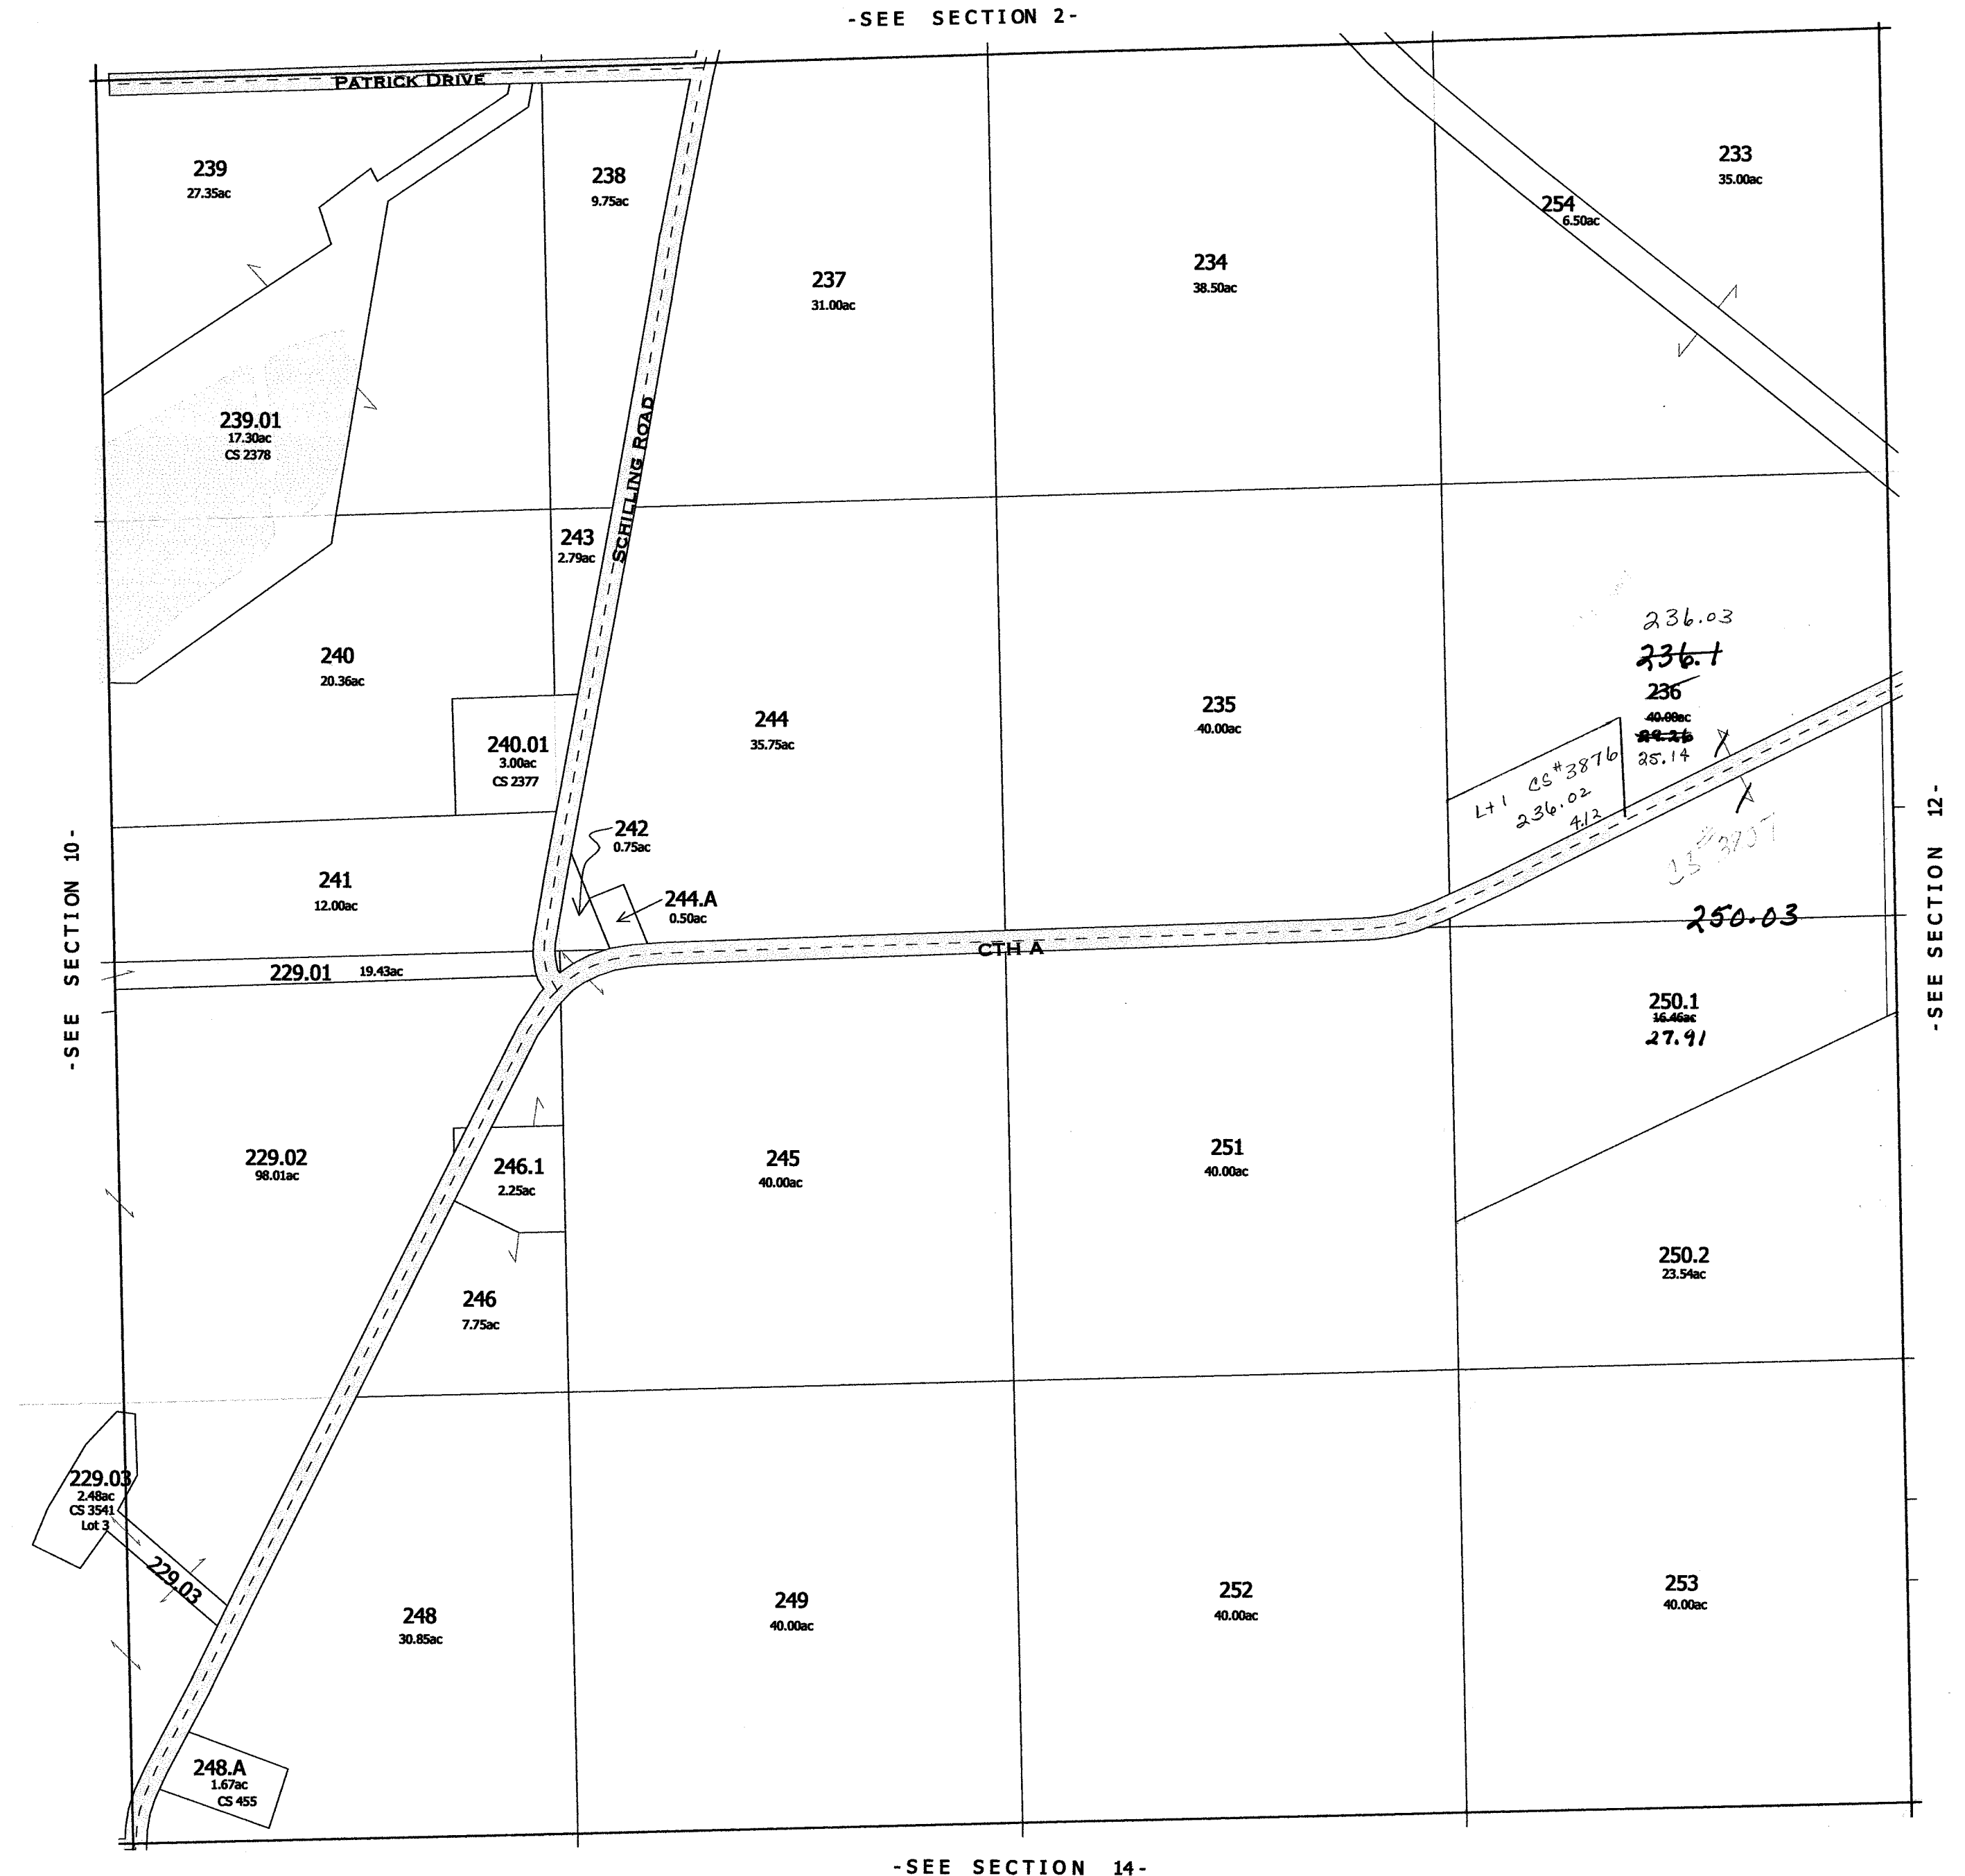 -SEE SECTION 2-
PATRICK DRIVE
239
27.35ac
238
9.75ac
233
35.00ac
254
6.50ac
237
31.00ac
234
38.50ac
239.01
17.30ac
CS 2378
SCHILLING ROAD
243
2.79ac
236.03
236.1
236
40.00ac
29.26
25.14
240
20.36ac
244
35.75ac
235
40.00ac
240.01
3.00ac
CS 2377
Lt 1 CS#3876
236.02
4.12
242
0.75ac
-SEE SECTION 10-
-SEE SECTION 12-
241
12.00ac
244.A
0.50ac
250.03
CTH A
229.01 19.43ac
250.1
16.46ac
27.91
229.02
98.01ac
246.1
2.25ac
245
40.00ac
251
40.00ac
250.2
23.54ac
246
7.75ac
229.03
2.48ac
CS 3541
Lot 3
229.03
248
30.85ac
249
40.00ac
252
40.00ac
253
40.00ac
248.A
1.67ac
CS 455
-SEE SECTION 14-